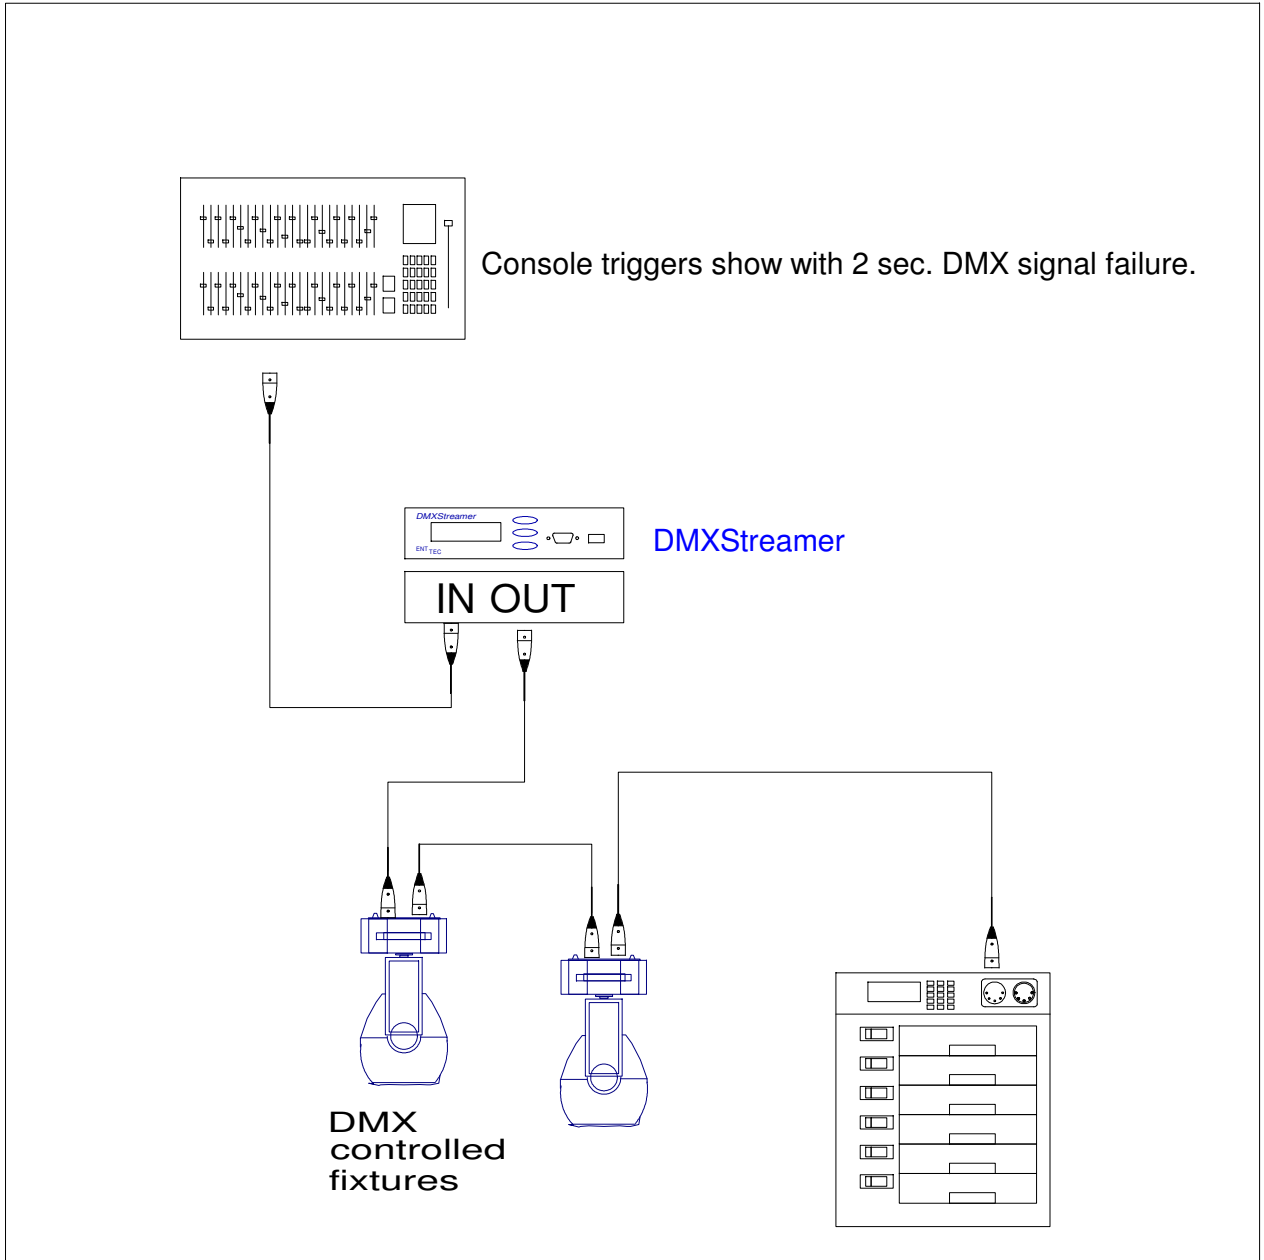 Console triggers show with 2 sec. DMX signal failure.
DMXStreamer
ENTTEC
DMXStreamer
IN OUT
DMX
controlled
fixtures